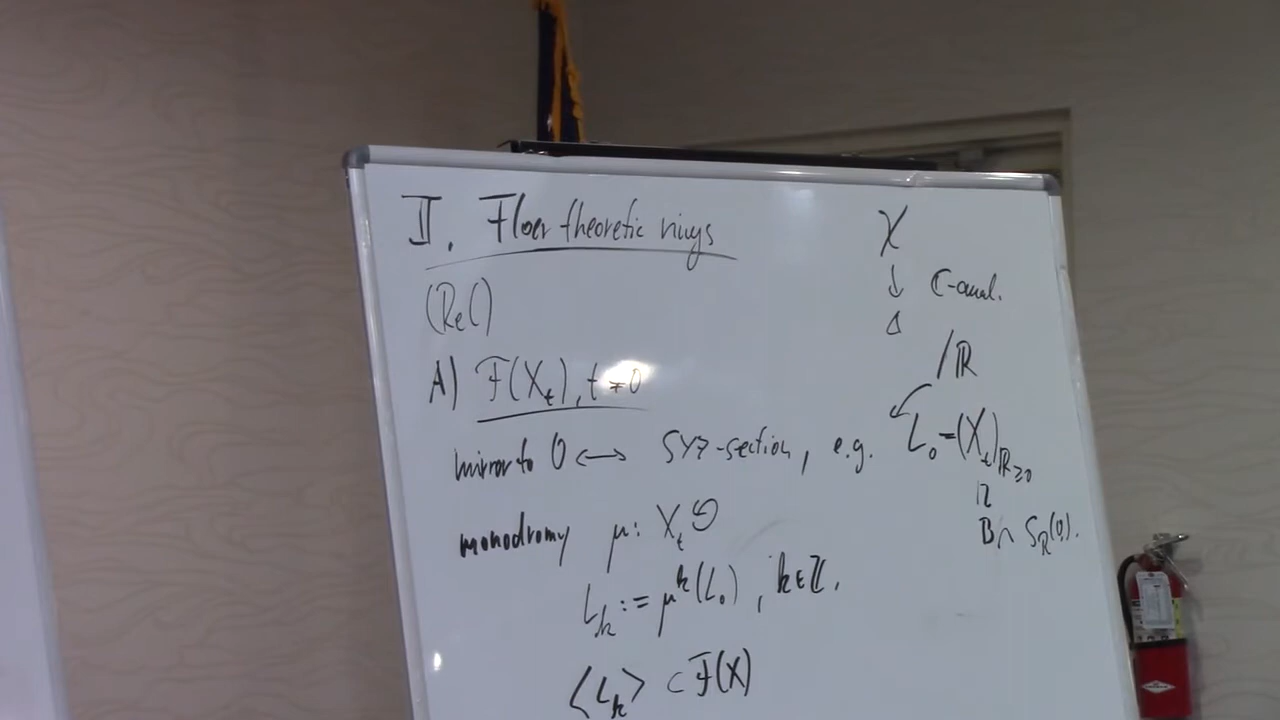 II. Floer theoretic rings
(Rel)
A) F(X_t), t ≠ 0
mirror to O ⟷ SYZ-section, e.g. L_0 = (X_t)_{ℝ≥0}
monodromy μ: X_t ↺
L_k := μ^k(L_0), k ∈ ℤ.
⟨L_k⟩ ⊂ F(X)
X
↓ ℂ-anal.
Δ
/ℝ
B ∩ S_R(0).